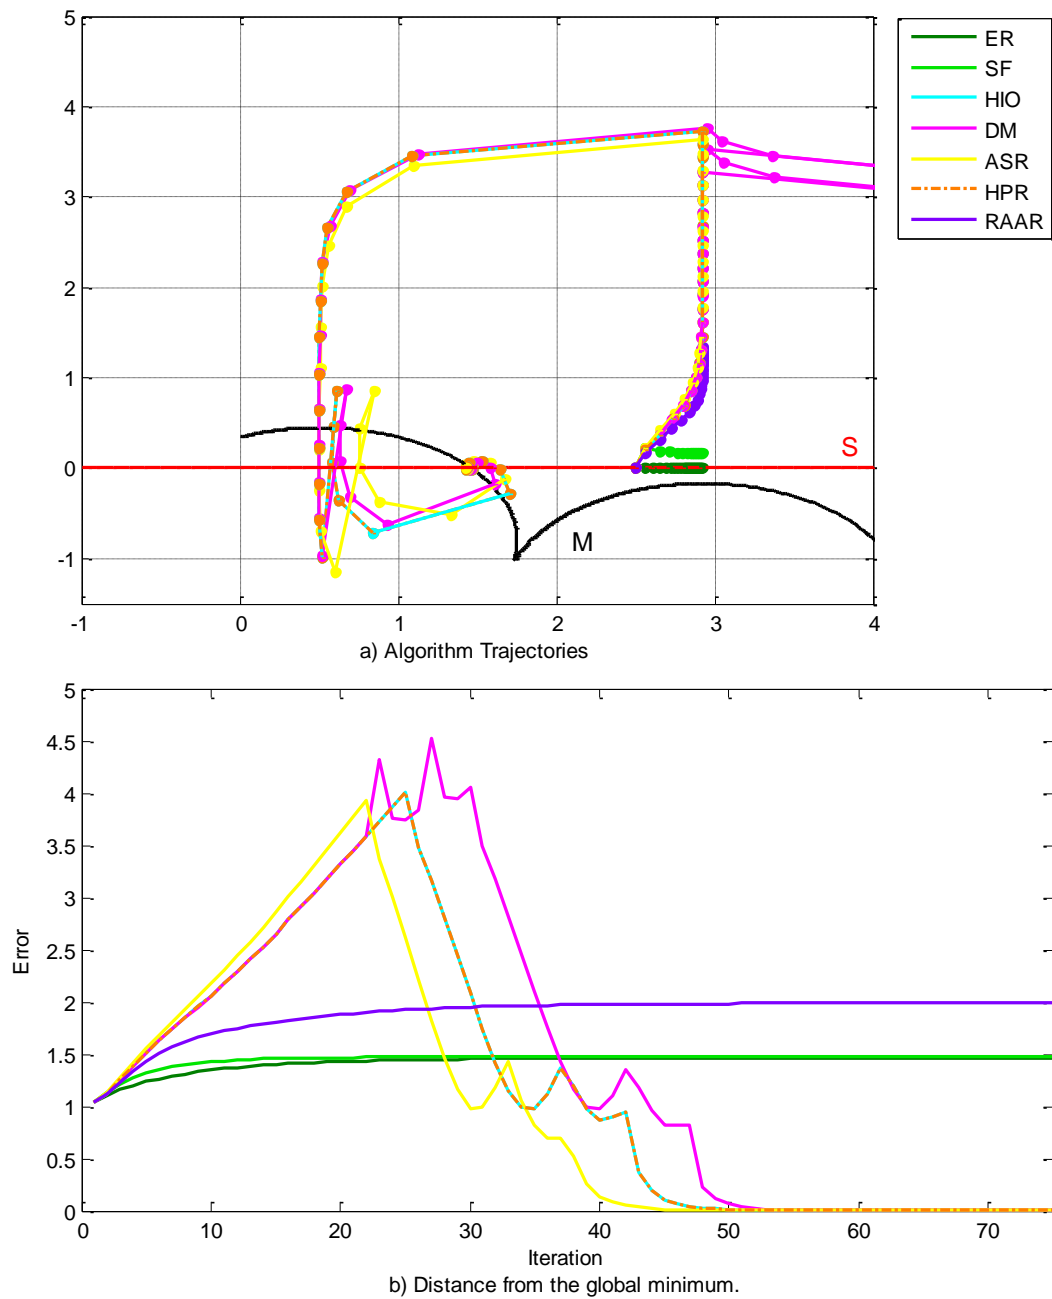 5
4
3
2
1
0
-1
-1
0
1
2
3
4
S
M
ER
SF
HIO
DM
ASR
HPR
RAAR
a) Algorithm Trajectories
5
4.5
4
3.5
3
2.5
2
1.5
1
0.5
0
Error
0
10
20
30
40
50
60
70
Iteration
b) Distance from the global minimum.